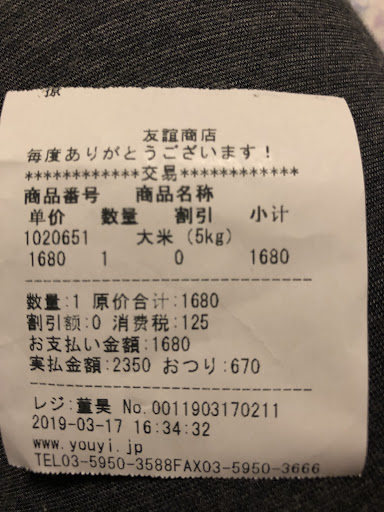 友誼商店
毎度ありがとうございます!
************交易************
商品番号 商品名称
单价 数量 割引 小计
1020651 大米 (5kg)
1680 1 0 1680
数量:1 原价合计:1680
割引额:0 消费税:125
お支払い金額:1680
実払金額:2350 おつり:670
レジ:董昊 No.0011903170211
2019-03-17 16:34:32
www.youyi.jp
TEL03-5950-3588FAX03-5950-3666